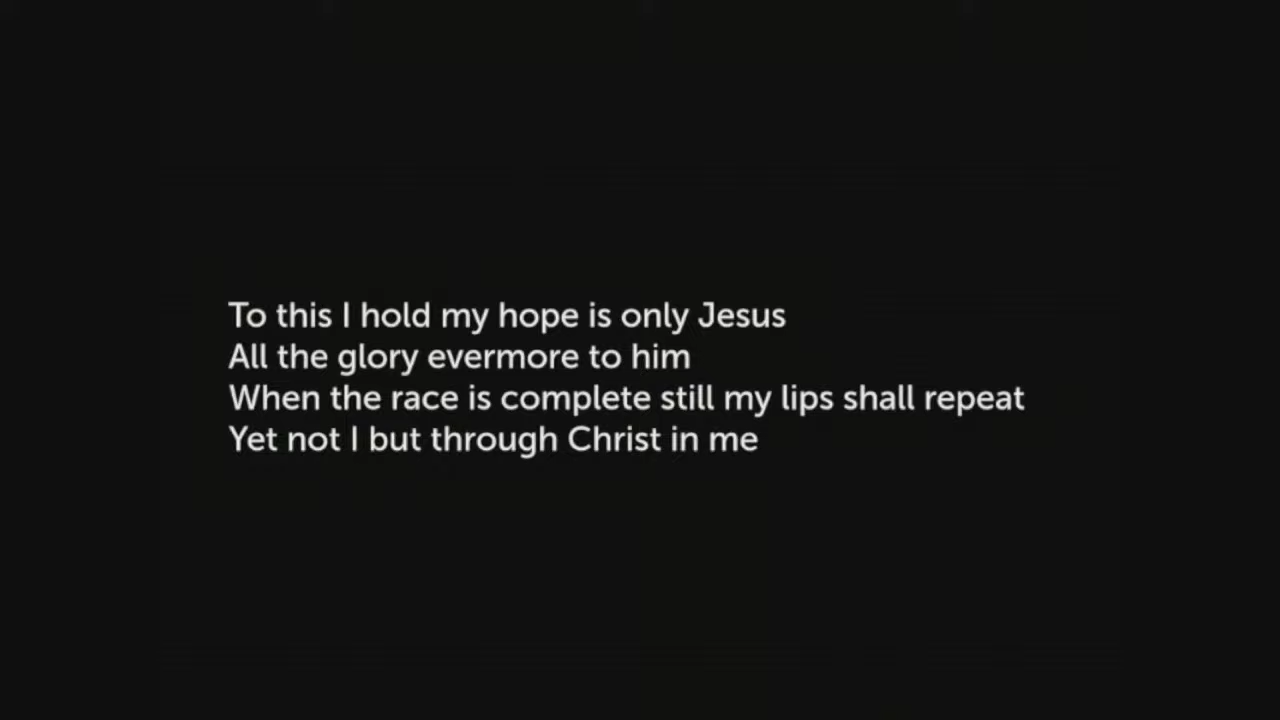 To this I hold my hope is only Jesus
All the glory evermore to him
When the race is complete still my lips shall repeat
Yet not I but through Christ in me